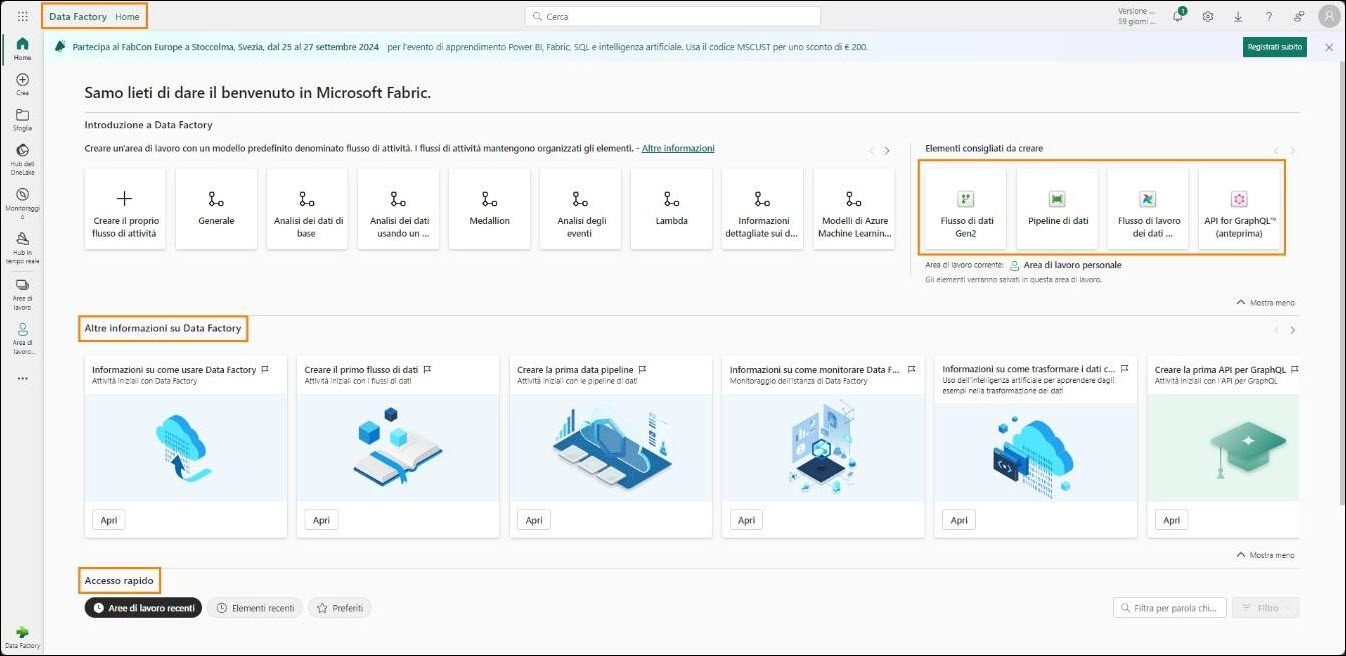 Data Factory Home
Cerca
Versione ...
59 giorni ...
1
Home
Crea
Sfoglia
Hub dati
OneLake
Monitoraggi
o
Hub in
tempo reale
Aree di
lavoro
Area di
lavoro...
Data Factory
Partecipa al FabCon Europe a Stoccolma, Svezia, dal 25 al 27 settembre 2024 per l'evento di apprendimento Power BI, Fabric, SQL e intelligenza artificiale. Usa il codice MSCUST per uno sconto di € 200.
Registrati subito
Samo lieti di dare il benvenuto in Microsoft Fabric.
Introduzione a Data Factory
Creare un'area di lavoro con un modello predefinito denominato flusso di attività. I flussi di attività mantengono organizzati gli elementi. - Altre informazioni
Creare il proprio
flusso di attività
Generale
Analisi dei dati di
base
Analisi dei dati
usando un ...
Medallion
Analisi degli
eventi
Lambda
Informazioni
dettagliate sui d...
Modelli di Azure
Machine Learnin...
Elementi consigliati da creare
Flusso di dati
Gen2
Pipeline di dati
Flusso di lavoro
dei dati ...
API for GraphQL™
(anteprima)
Area di lavoro corrente: Area di lavoro personale
Gli elementi verranno salvati in questa area di lavoro.
Mostra meno
Altre informazioni su Data Factory
Informazioni su come usare Data Factory
Attività iniziali con Data Factory
Apri
Creare il primo flusso di dati
Attività iniziali con i flussi di dati
Apri
Creare la prima data pipeline
Attività iniziali con le pipeline di dati
Apri
Informazioni su come monitorare Data F...
Monitoraggio dell'istanza di Data Factory
Apri
Informazioni su come trasformare i dati c...
Uso dell'intelligenza artificiale per apprendere dagli
esempi nella trasformazione dei dati
Apri
Creare la prima API per GraphQL
Attività iniziali con l'API per GraphQL
Apri
Mostra meno
Accesso rapido
Aree di lavoro recenti
Elementi recenti
Preferiti
Filtra per parola chi...
Filtro